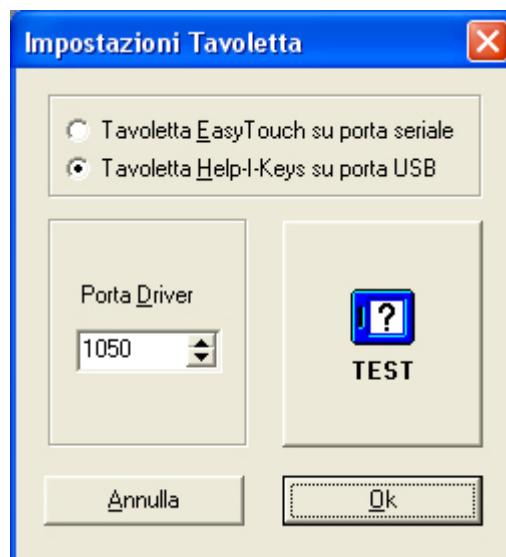 Impostazioni Tavoletta
Tavoletta EasyTouch su porta seriale
Tavoletta Help-I-Keys su porta USB
Porta Driver
1050
?
TEST
Annulla
Ok